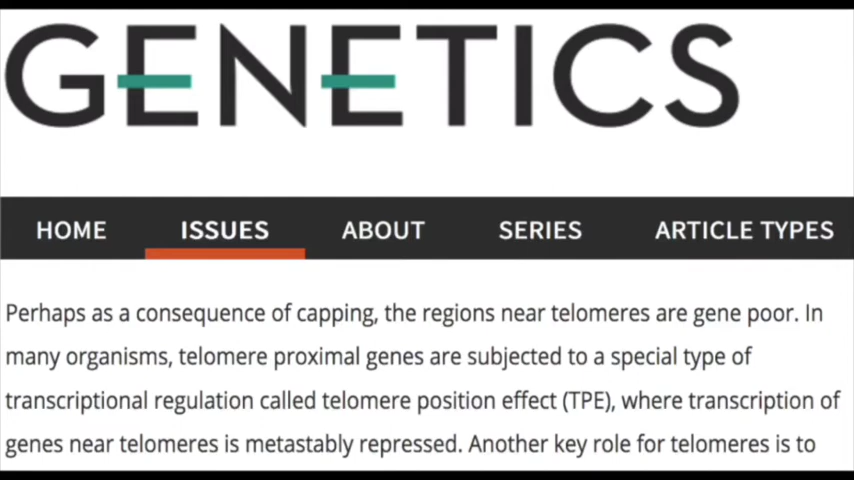 GENETICS
HOME ISSUES ABOUT SERIES ARTICLE TYPES
Perhaps as a consequence of capping, the regions near telomeres are gene poor. In
many organisms, telomere proximal genes are subjected to a special type of
transcriptional regulation called telomere position effect (TPE), where transcription of
genes near telomeres is metastably repressed. Another key role for telomeres is to